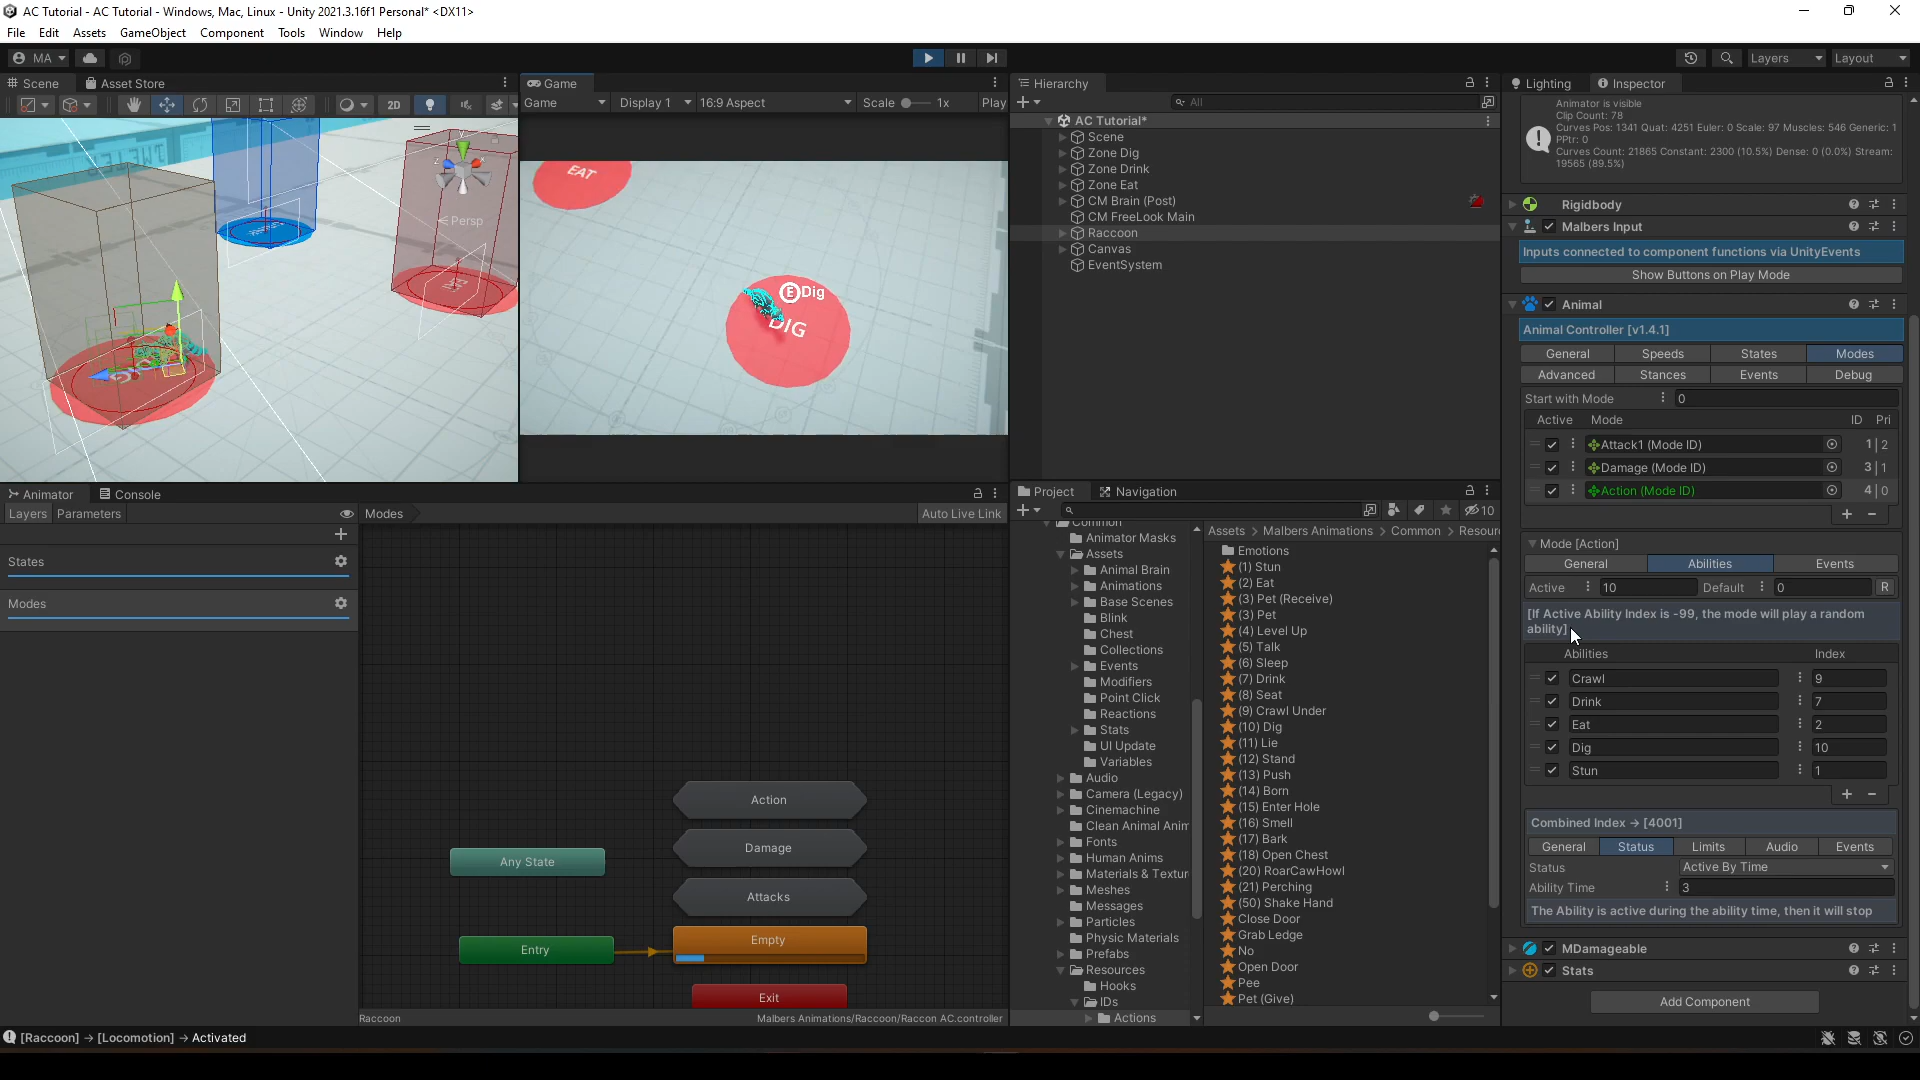 AC Tutorial - AC Tutorial - Windows, Mac, Linux - Unity 2021.3.16f1 Personal* <DX11>
File Edit Assets GameObject Component Tools Window Help
MA
Layers Layout
Scene Asset Store
2D
Persp
Game
Game Display 1 16:9 Aspect Scale 1x Play
EAT
E Dig
DIG
Hierarchy
All
AC Tutorial*
Scene
Zone Dig
Zone Drink
Zone Eat
CM Brain (Post)
CM FreeLook Main
Raccoon
Canvas
EventSystem
Animator Console
Layers Parameters
Modes
Auto Live Link
States
Modes
Action
Damage
Attacks
Any State
Empty
Entry
Exit
Raccoon
Malbers Animations/Raccoon/Raccon AC.controller
Project Navigation
10
Common
Animator Masks
Assets
Animal Brain
Animations
Base Scenes
Blink
Chest
Collections
Events
Modifiers
Point Click
Reactions
Stats
UI Update
Variables
Audio
Camera (Legacy)
Cinemachine
Clean Animal Anim
Fonts
Human Anims
Materials & Textur
Meshes
Messages
Particles
Physic Materials
Prefabs
Resources
Hooks
IDs
Actions
Assets > Malbers Animations > Common > Resour
Emotions
(1) Stun
(2) Eat
(3) Pet (Receive)
(3) Pet
(4) Level Up
(5) Talk
(6) Sleep
(7) Drink
(8) Seat
(9) Crawl Under
(10) Dig
(11) Lie
(12) Stand
(13) Push
(14) Born
(15) Enter Hole
(16) Smell
(17) Bark
(18) Open Chest
(20) RoarCawHowl
(21) Perching
(50) Shake Hand
Close Door
Grab Ledge
No
Open Door
Pee
Pet (Give)
Lighting Inspector
Animator is visible
Clip Count: 78
Curves Pos: 1341 Quat: 4251 Euler: 0 Scale: 97 Muscles: 546 Generic: 1
PPtr: 0
Curves Count: 21865 Constant: 2300 (10.5%) Dense: 0 (0.0%) Stream:
19565 (89.5%)
Rigidbody
Malbers Input
Inputs connected to component functions via UnityEvents
Show Buttons on Play Mode
Animal
Animal Controller [v1.4.1]
General Speeds States Modes
Advanced Stances Events Debug
Start with Mode 0
Active Mode ID Pri
Attack1 (Mode ID) 1|2
Damage (Mode ID) 3|1
Action (Mode ID) 4|0
Mode [Action]
General Abilities Events
Active 10 Default 0 R
[If Active Ability Index is -99, the mode will play a random
ability]
Abilities Index
Crawl 9
Drink 7
Eat 2
Dig 10
Stun 1
Combined Index → [4001]
General Status Limits Audio Events
Status Active By Time
Ability Time 3
The Ability is active during the ability time, then it will stop
MDamageable
Stats
Add Component
[Raccoon] → [Locomotion] → Activated